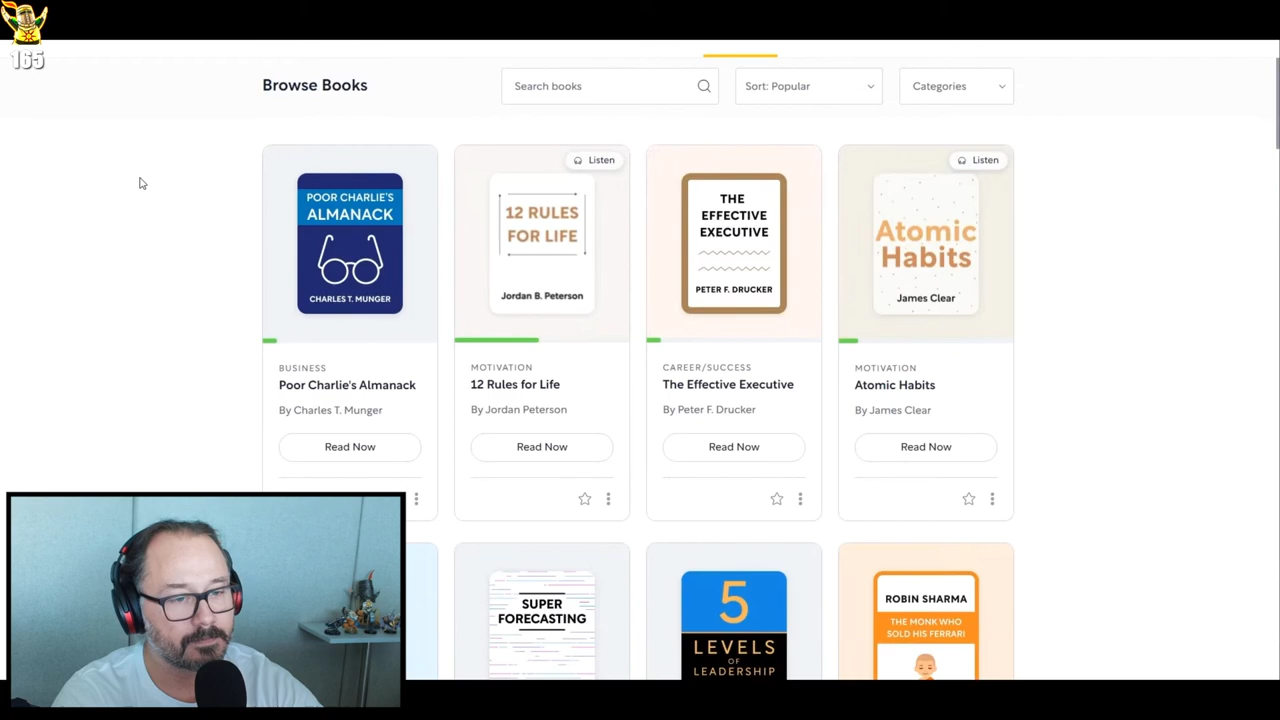 165
Browse Books
Search books
Sort: Popular
Categories
Listen
Listen
POOR CHARLIE'S
ALMANACK
CHARLES T. MUNGER
12 RULES
FOR LIFE
Jordan B. Peterson
THE
EFFECTIVE
EXECUTIVE
PETER F. DRUCKER
Atomic
Habits
James Clear
BUSINESS
Poor Charlie's Almanack
By Charles T. Munger
Read Now
MOTIVATION
12 Rules for Life
By Jordan Peterson
Read Now
CAREER/SUCCESS
The Effective Executive
By Peter F. Drucker
Read Now
MOTIVATION
Atomic Habits
By James Clear
Read Now
SUPER
FORECASTING
5
LEVELS
OF
LEADERSHIP
ROBIN SHARMA
THE MONK WHO
SOLD HIS FERRARI